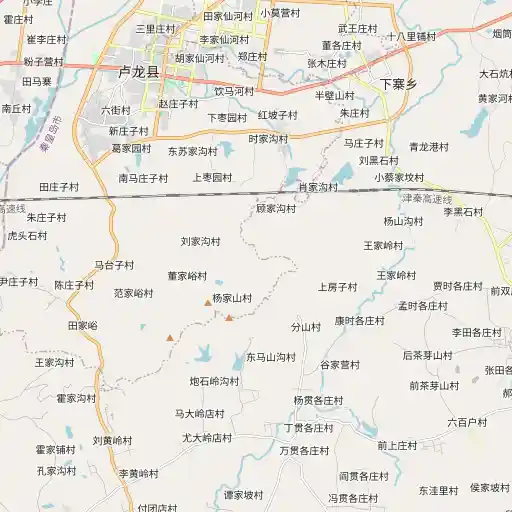 李庄
霍庄村
田家仙河村
小莫营村
三里庄村
武王庄村
烟筒
崔李庄村
李家仙河村
董各庄村
十八里铺村
粉子营村
胡家仙河村
郑庄村
张木庄村
卢龙县
大石坑村
田马寨
饮马河村
下寨乡
半壁山村
黄家河村
南丘村
六街村
赵庄子村
下枣园村
红坡子村
朱庄村
秦皇岛市
新庄子村
时家沟村
葛家园村
东苏家沟村
马庄子村
青龙港村
刘黑石村
田庄子村
南马庄子村
上枣园村
肖家沟村
小蔡家坟村
高速线
津秦高速线
朱庄子村
顾家沟村
李黑石村
杨山沟村
虎头石村
刘家沟村
王家岭村
马台子村
董家峪村
王家岭村
尹庄子村
陈庄子村
范家峪村
杨家山村
上房子村
贾时各庄村
前双
孟时各庄村
田家峪
分山村
康时各庄村
李田各庄村
东马山沟村
后茶芽山村
王家沟村
谷家营村
张田各
炮石岭沟村
前茶芽山村
霍家沟村
杨贯各庄村
郝
马大岭店村
六百户村
丁贯各庄村
刘黄岭村
尤大岭店村
前上庄村
霍家铺村
万贯各庄村
孔家沟村
李黄岭村
阎贯各庄村
谭家坡村
东洼里村
侯家坡村
付团店村
冯贯各庄村